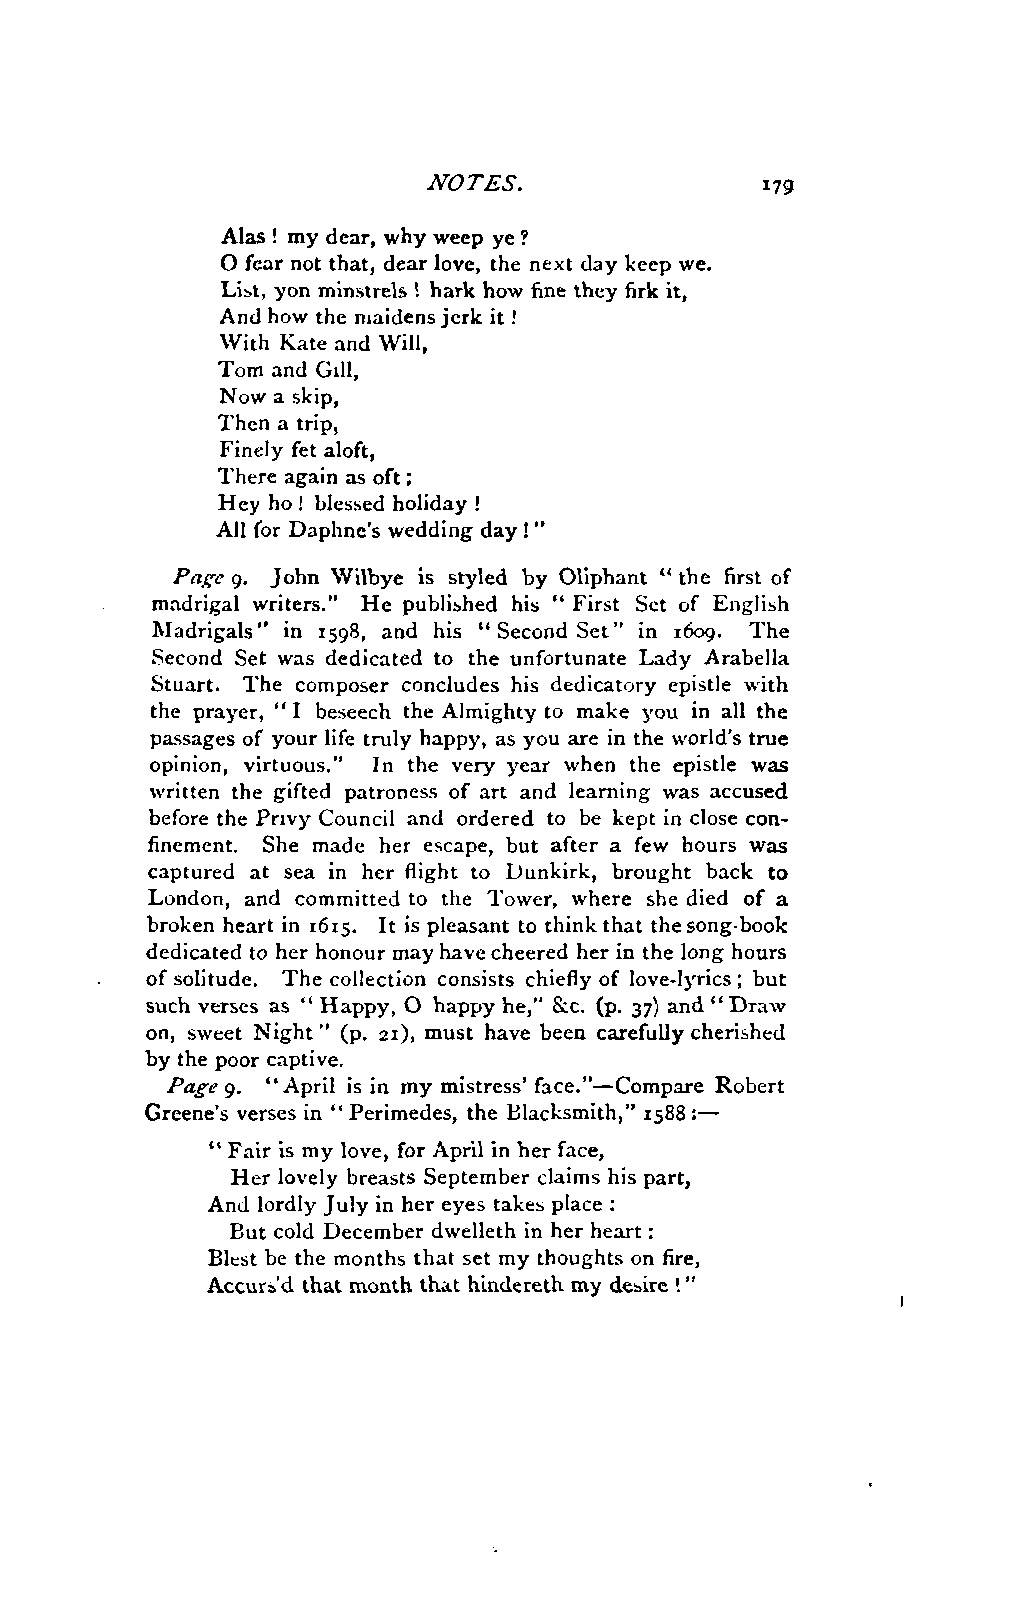 NOTES. 179
Alas ! my dear, why weep ye ?
O fear not that, dear love, the next day keep we.
List, yon minstrels ! hark how fine they firk it,
And how the maidens jerk it !
With Kate and Will,
Tom and Gill,
Now a skip,
Then a trip,
Finely fet aloft,
There again as oft ;
Hey ho ! blessed holiday !
All for Daphne's wedding day ! "
Page 9. John Wilbye is styled by Oliphant " the first of
madrigal writers." He published his " First Set of English
Madrigals" in 1598, and his " Second Set" in 1609. The
Second Set was dedicated to the unfortunate Lady Arabella
Stuart. The composer concludes his dedicatory epistle with
the prayer, " I beseech the Almighty to make you in all the
passages of your life truly happy, as you are in the world's true
opinion, virtuous." In the very year when the epistle was
written the gifted patroness of art and learning was accused
before the Privy Council and ordered to be kept in close con-
finement. She made her escape, but after a few hours was
captured at sea in her flight to Dunkirk, brought back to
London, and committed to the Tower, where she died of a
broken heart in 1615. It is pleasant to think that the song-book
dedicated to her honour may have cheered her in the long hours
of solitude. The collection consists chiefly of love-lyrics ; but
such verses as " Happy, O happy he," &c. (p. 37) and " Draw
on, sweet Night " (p. 21), must have been carefully cherished
by the poor captive.
Page 9. " April is in my mistress' face."—Compare Robert
Greene's verses in " Perimedes, the Blacksmith," 1588 :—
" Fair is my love, for April in her face,
Her lovely breasts September claims his part,
And lordly July in her eyes takes place :
But cold December dwelleth in her heart :
Blest be the months that set my thoughts on fire,
Accurs'd that month that hindereth my desire ! "